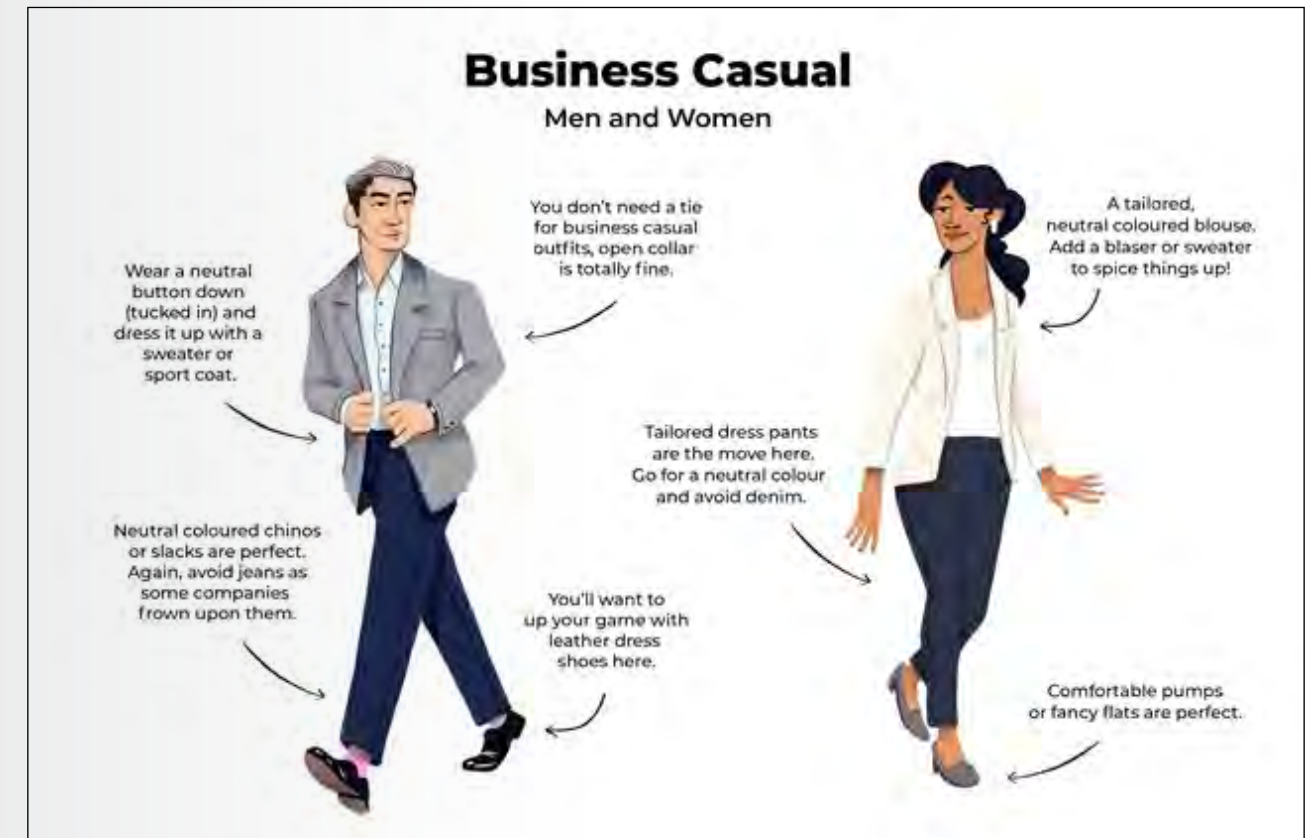 Business Casual
Men and Women
You don't need a tie
for business casual
outfits, open collar
is totally fine.
Wear a neutral
button down
(tucked in) and
dress it up with a
sweater or
sport coat.
Neutral coloured chinos
or slacks are perfect.
Again, avoid jeans as
some companies
frown upon them.
You'll want to
up your game with
leather dress
shoes here.
A tailored,
neutral coloured blouse.
Add a blaser or sweater
to spice things up!
Tailored dress pants
are the move here.
Go for a neutral colour
and avoid denim.
Comfortable pumps
or fancy flats are perfect.